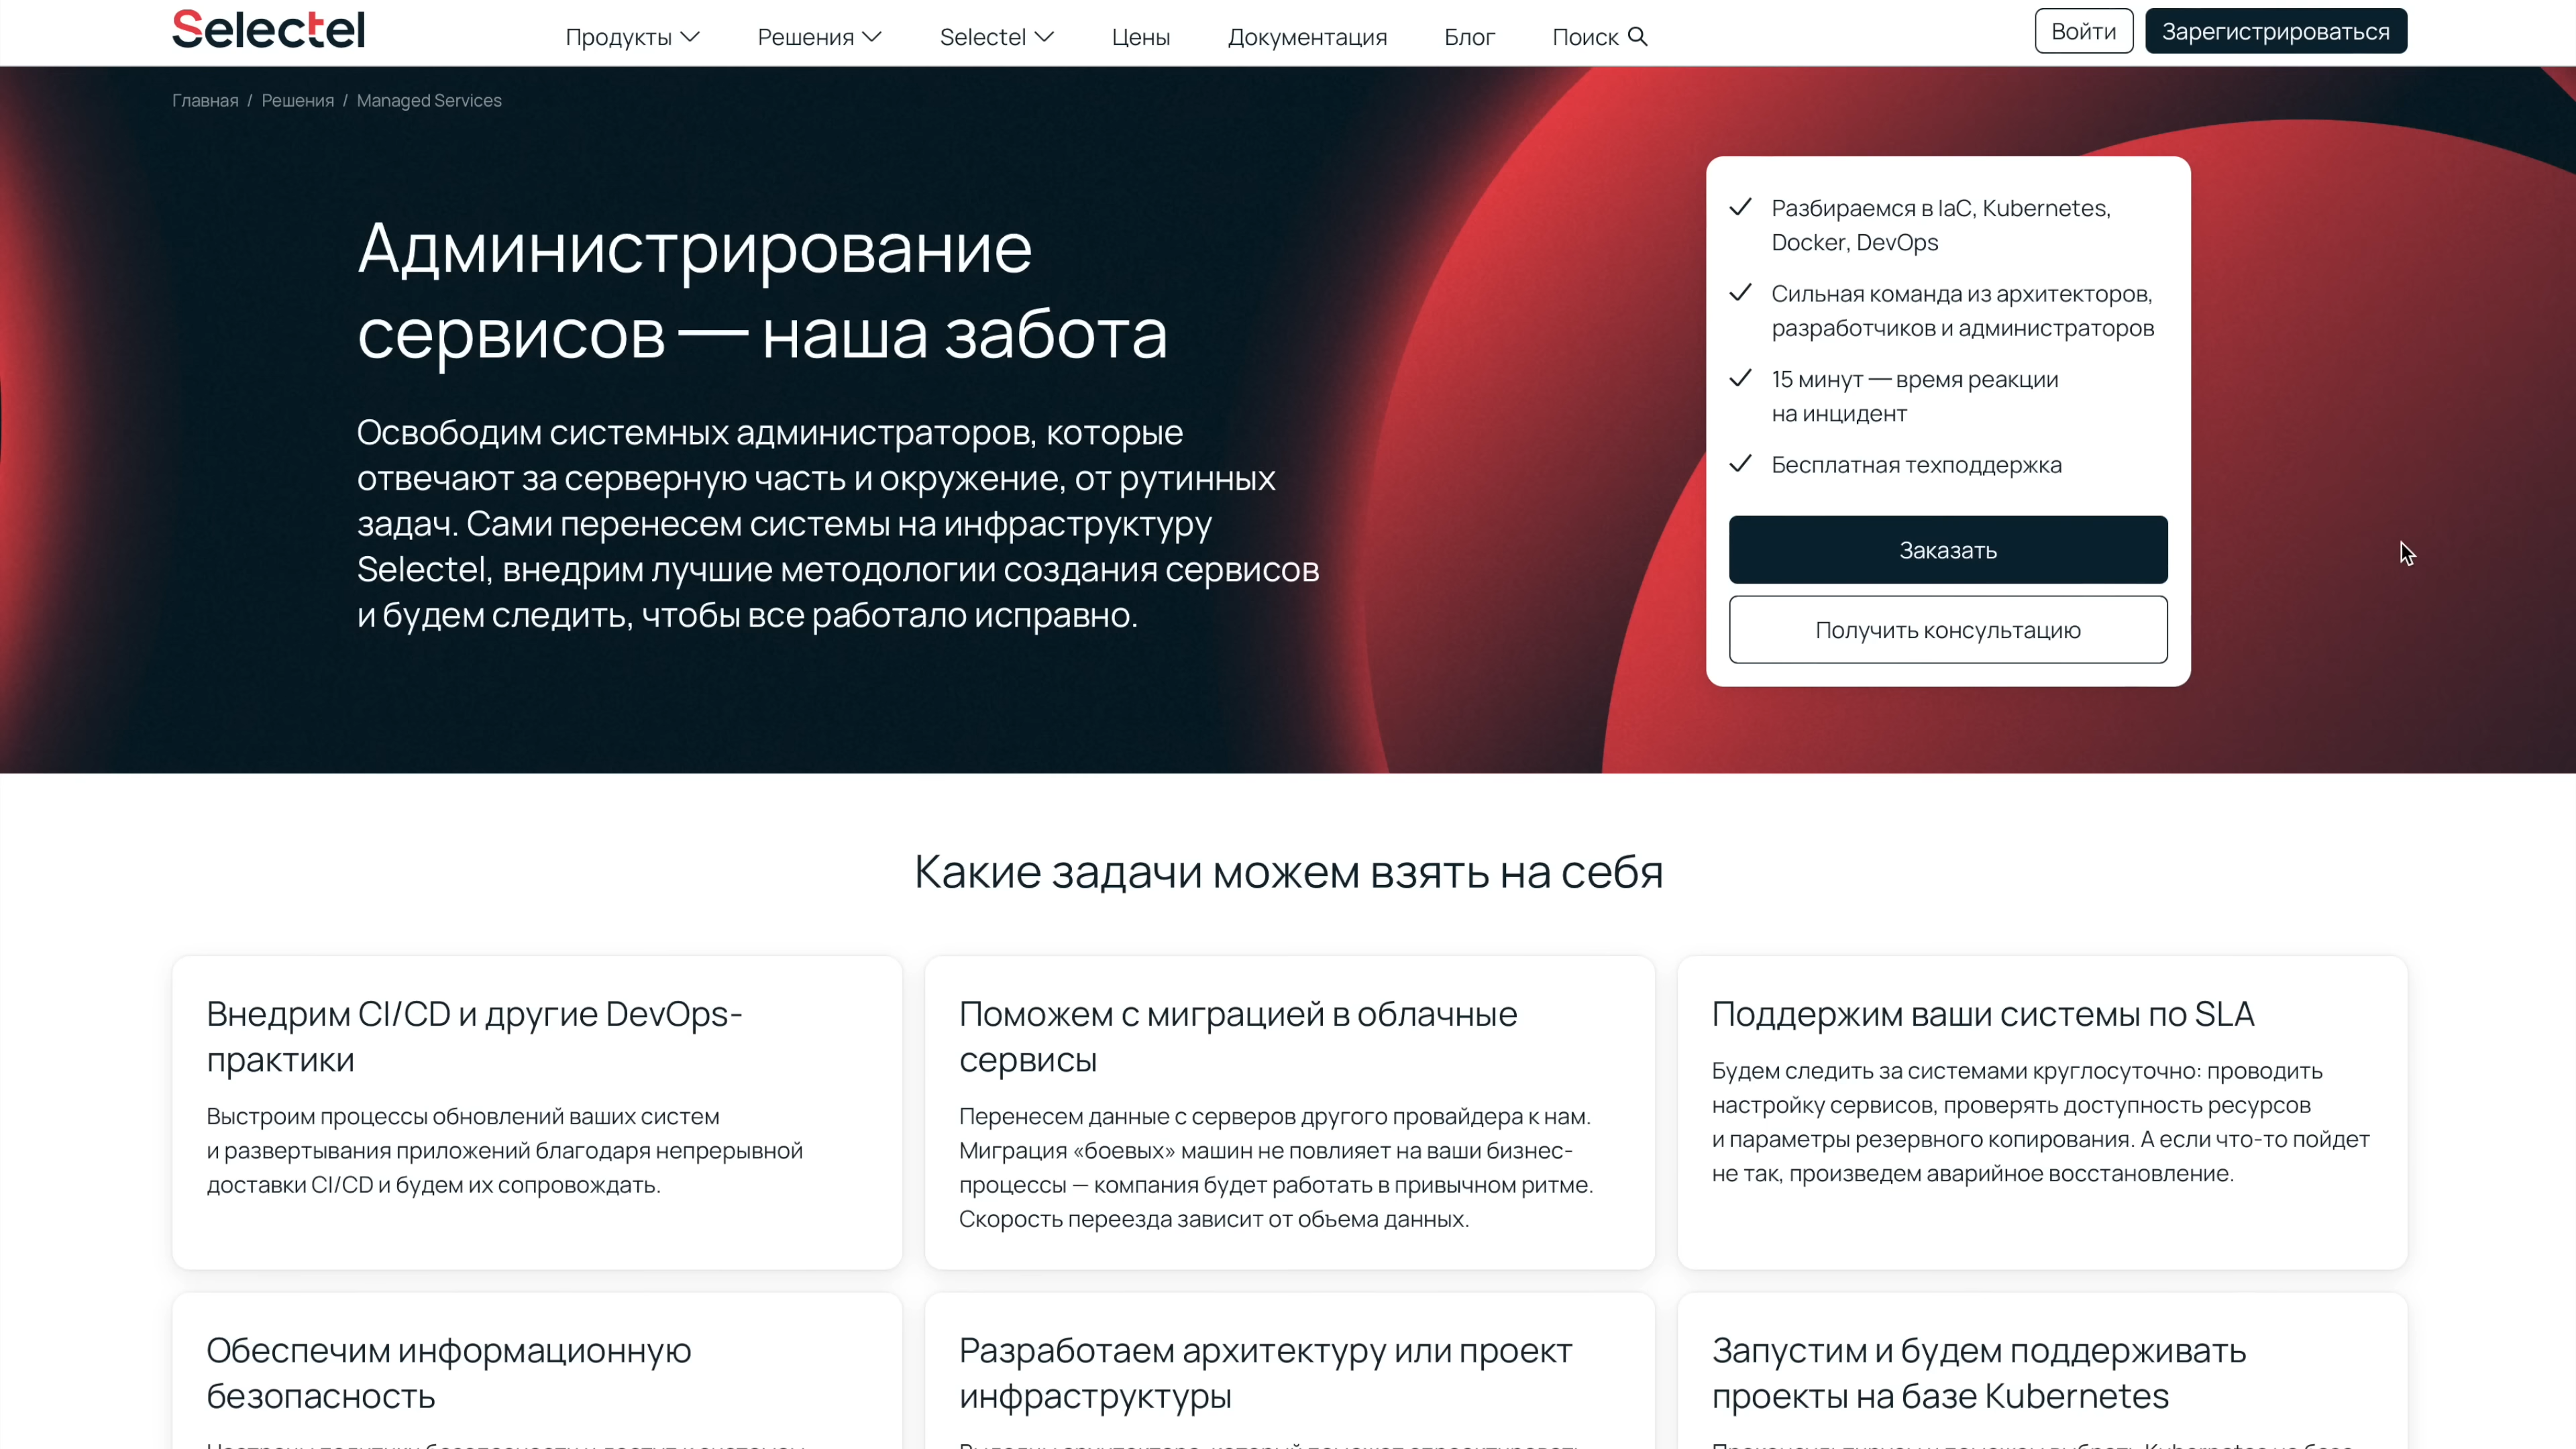 Selectel
Продукты
Решения
Selectel
Цены
Документация
Блог
Поиск
Войти
Зарегистрироваться
Главная / Решения / Managed Services
Администрирование
сервисов — наша забота
Освободим системных администраторов, которые
отвечают за серверную часть и окружение, от рутинных
задач. Сами перенесем системы на инфраструктуру
Selectel, внедрим лучшие методологии создания сервисов
и будем следить, чтобы все работало исправно.
Разбираемся в IaC, Kubernetes,
Docker, DevOps
Сильная команда из архитекторов,
разработчиков и администраторов
15 минут — время реакции
на инцидент
Бесплатная техподдержка
Заказать
Получить консультацию
Какие задачи можем взять на себя
Внедрим CI/CD и другие DevOps-
практики
Выстроим процессы обновлений ваших систем
и развертывания приложений благодаря непрерывной
доставки CI/CD и будем их сопровождать.
Поможем с миграцией в облачные
сервисы
Перенесем данные с серверов другого провайдера к нам.
Миграция «боевых» машин не повлияет на ваши бизнес-
процессы — компания будет работать в привычном ритме.
Скорость переезда зависит от объема данных.
Поддержим ваши системы по SLA
Будем следить за системами круглосуточно: проводить
настройку сервисов, проверять доступность ресурсов
и параметры резервного копирования. А если что-то пойдет
не так, произведем аварийное восстановление.
Обеспечим информационную
безопасность
Разработаем архитектуру или проект
инфраструктуры
Запустим и будем поддерживать
проекты на базе Kubernetes